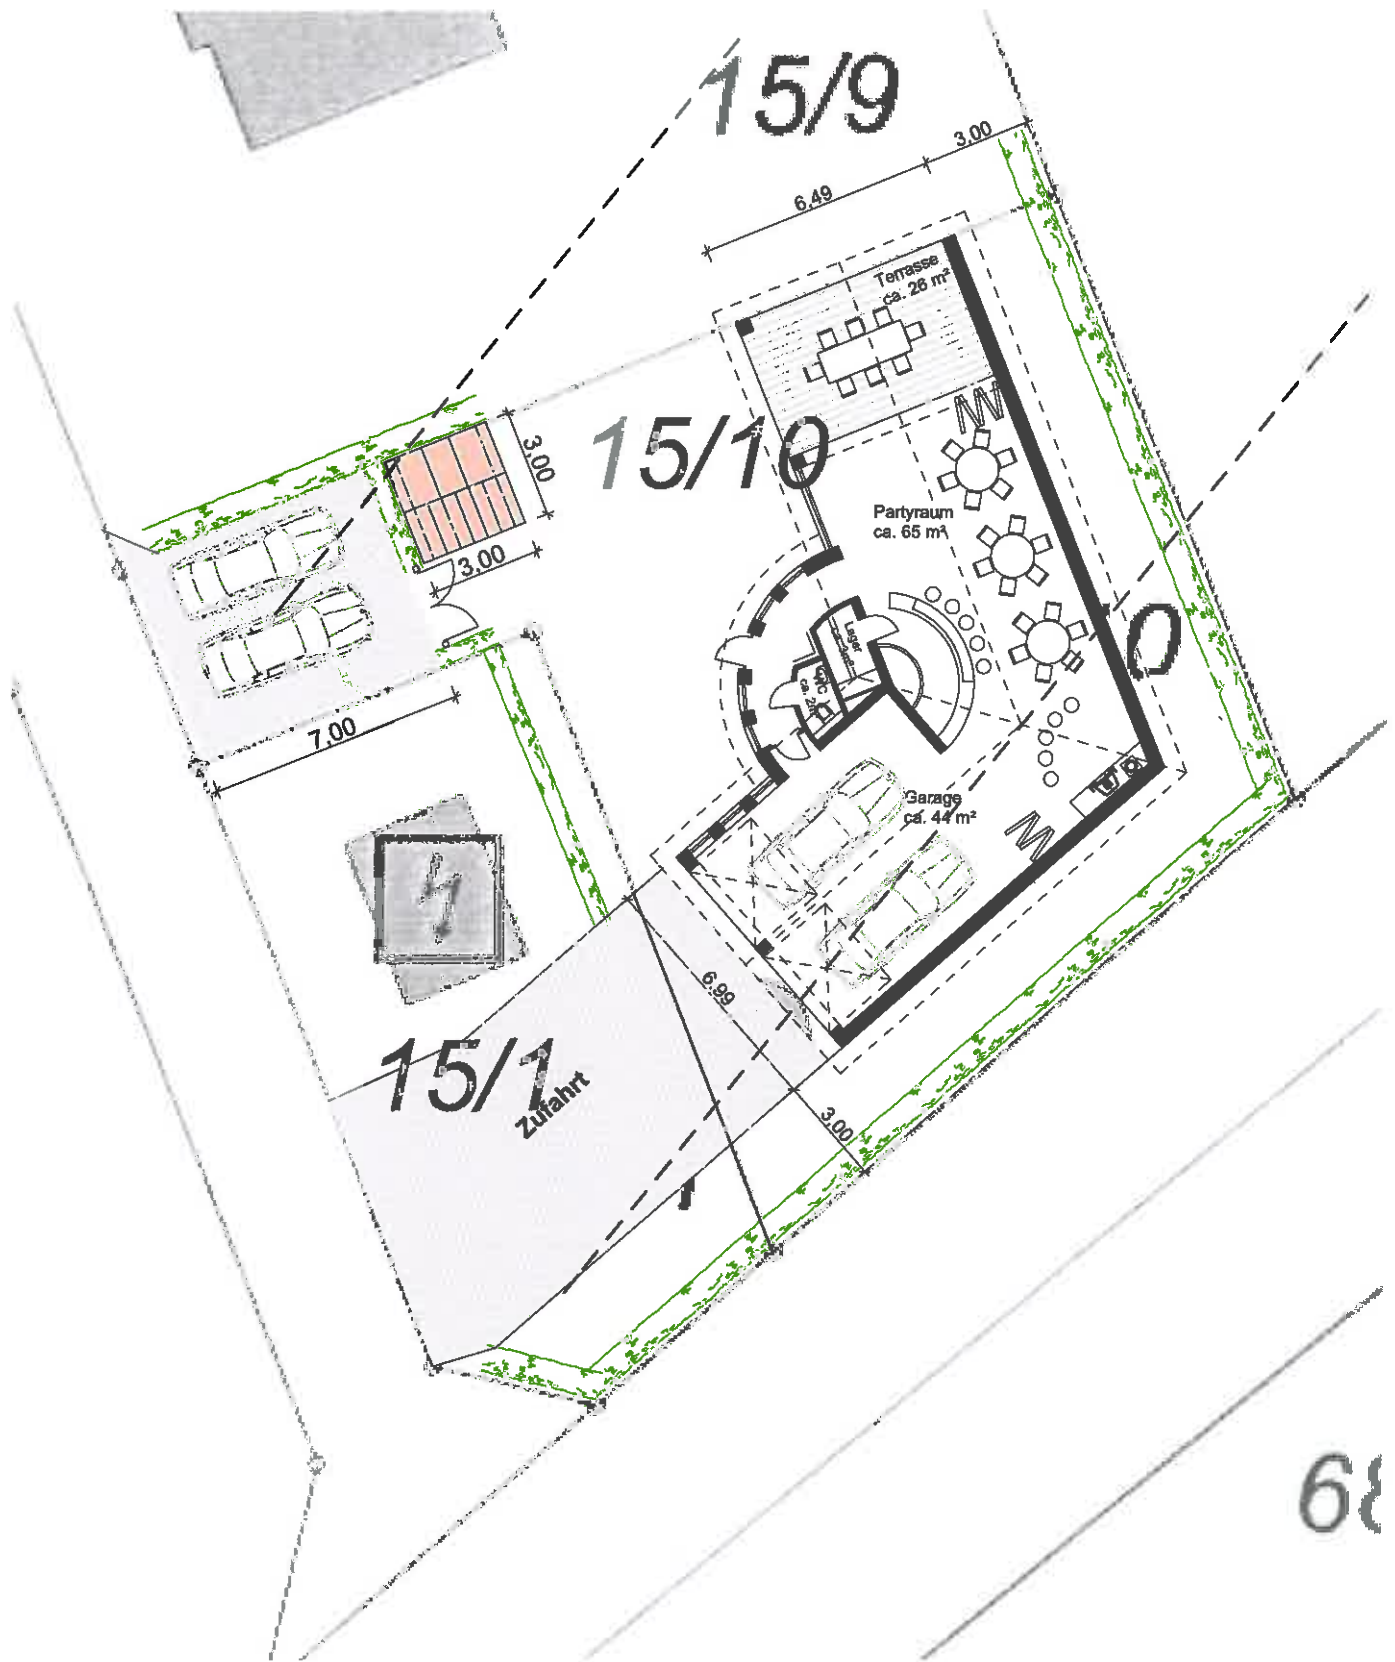 15/9
3,00
6,49
Terrasse
ca. 26 m²
15/10
3,00
3,00
Partyraum
ca. 65 m²
Lager
WC
0
7,00
Garage
ca. 44 m²
6,99
15/1
Zufahrt
3,00